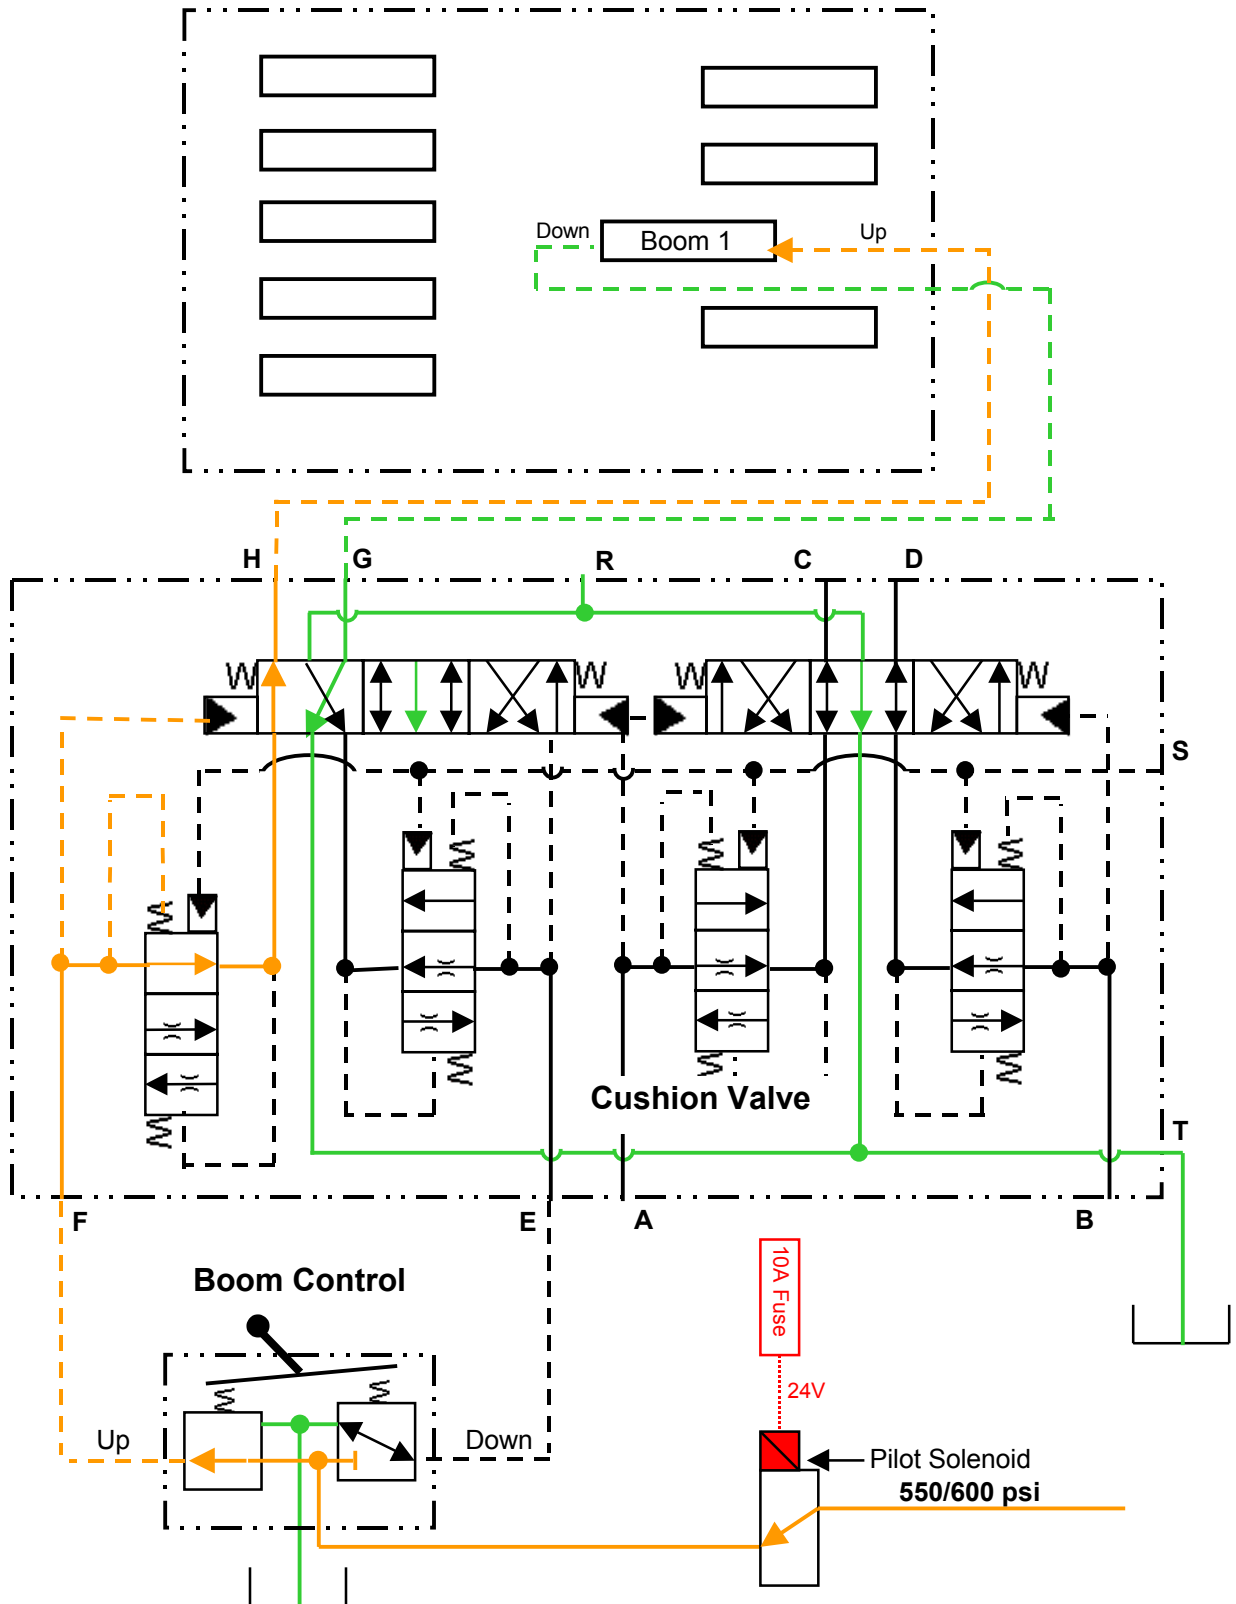 Down
Boom 1
Up
H
G
R
C
D
S
Cushion Valve
T
F
E
A
B
Boom Control
10A Fuse
24V
Up
Down
Pilot Solenoid
550/600 psi